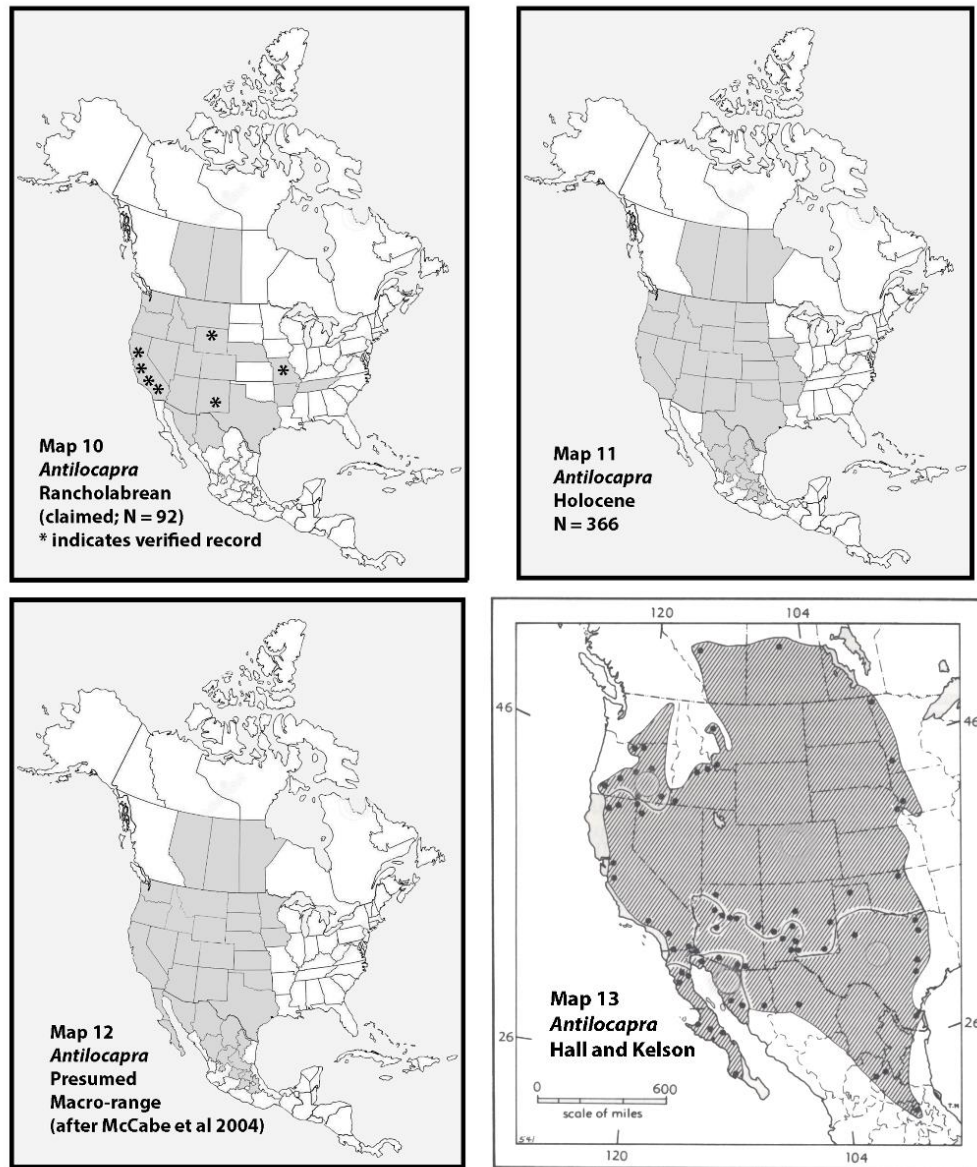 Map 10
Antilocapra
Rancholabrean
(claimed; N = 92)
* indicates verified record
Map 11
Antilocapra
Holocene
N = 366
Map 12
Antilocapra
Presumed
Macro-range
(after McCabe et al 2004)
120 104
46 46
Map 13
Antilocapra
Hall and Kelson
26 26
0 600
scale of miles
120 104